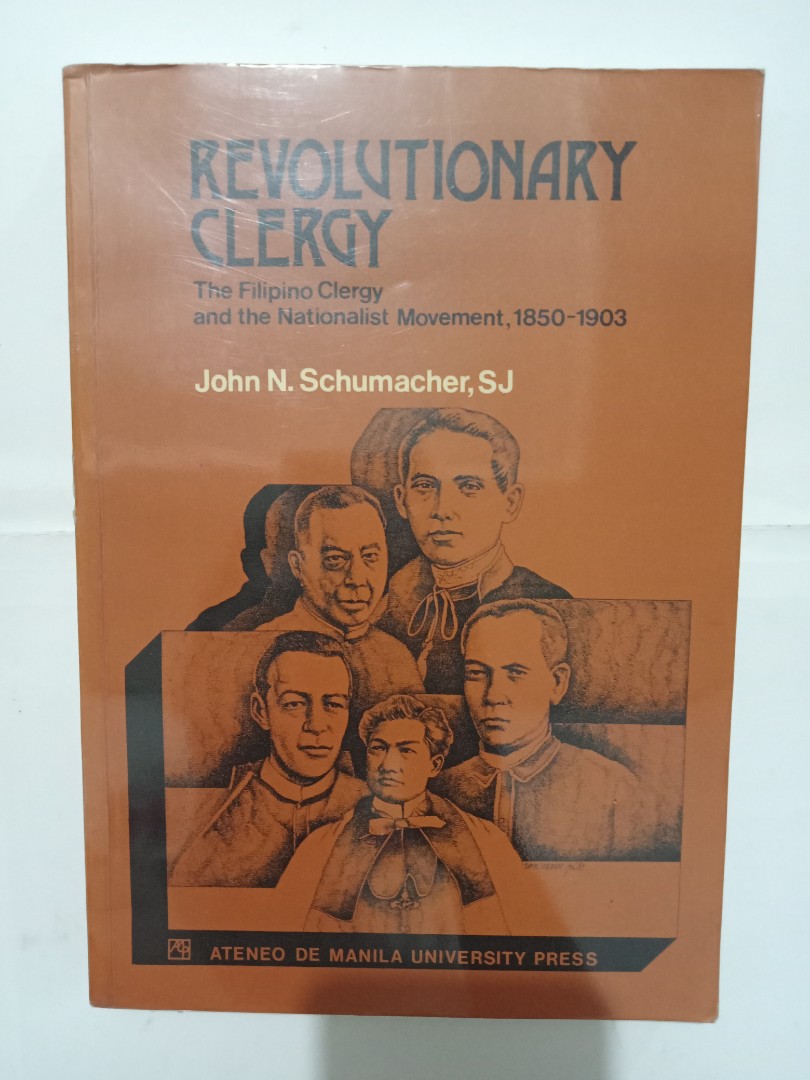 REVOLUTIONARY
CLERGY
The Filipino Clergy
and the Nationalist Movement, 1850-1903
John N. Schumacher, SJ
ATENEO DE MANILA UNIVERSITY PRESS